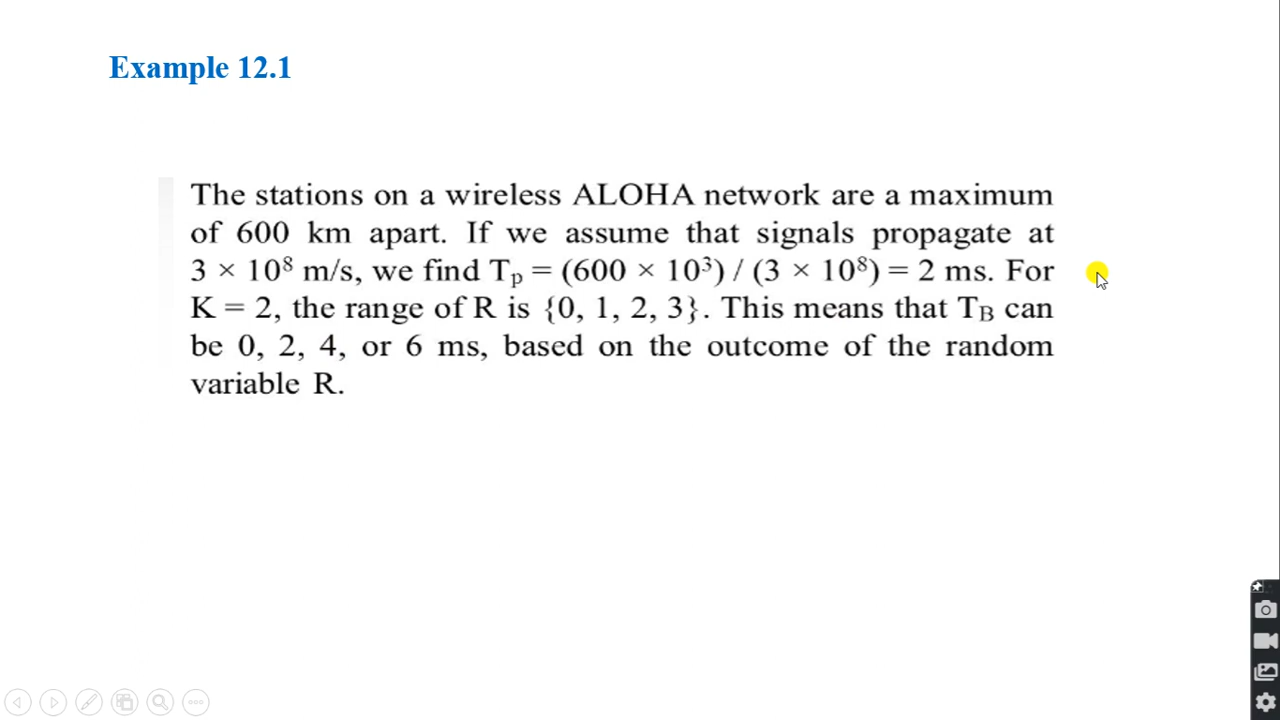 Example 12.1
The stations on a wireless ALOHA network are a maximum
of 600 km apart. If we assume that signals propagate at
3 × 10⁸ m/s, we find Tₚ = (600 × 10³) / (3 × 10⁸) = 2 ms. For
K = 2, the range of R is {0, 1, 2, 3}. This means that Tʙ can
be 0, 2, 4, or 6 ms, based on the outcome of the random
variable R.